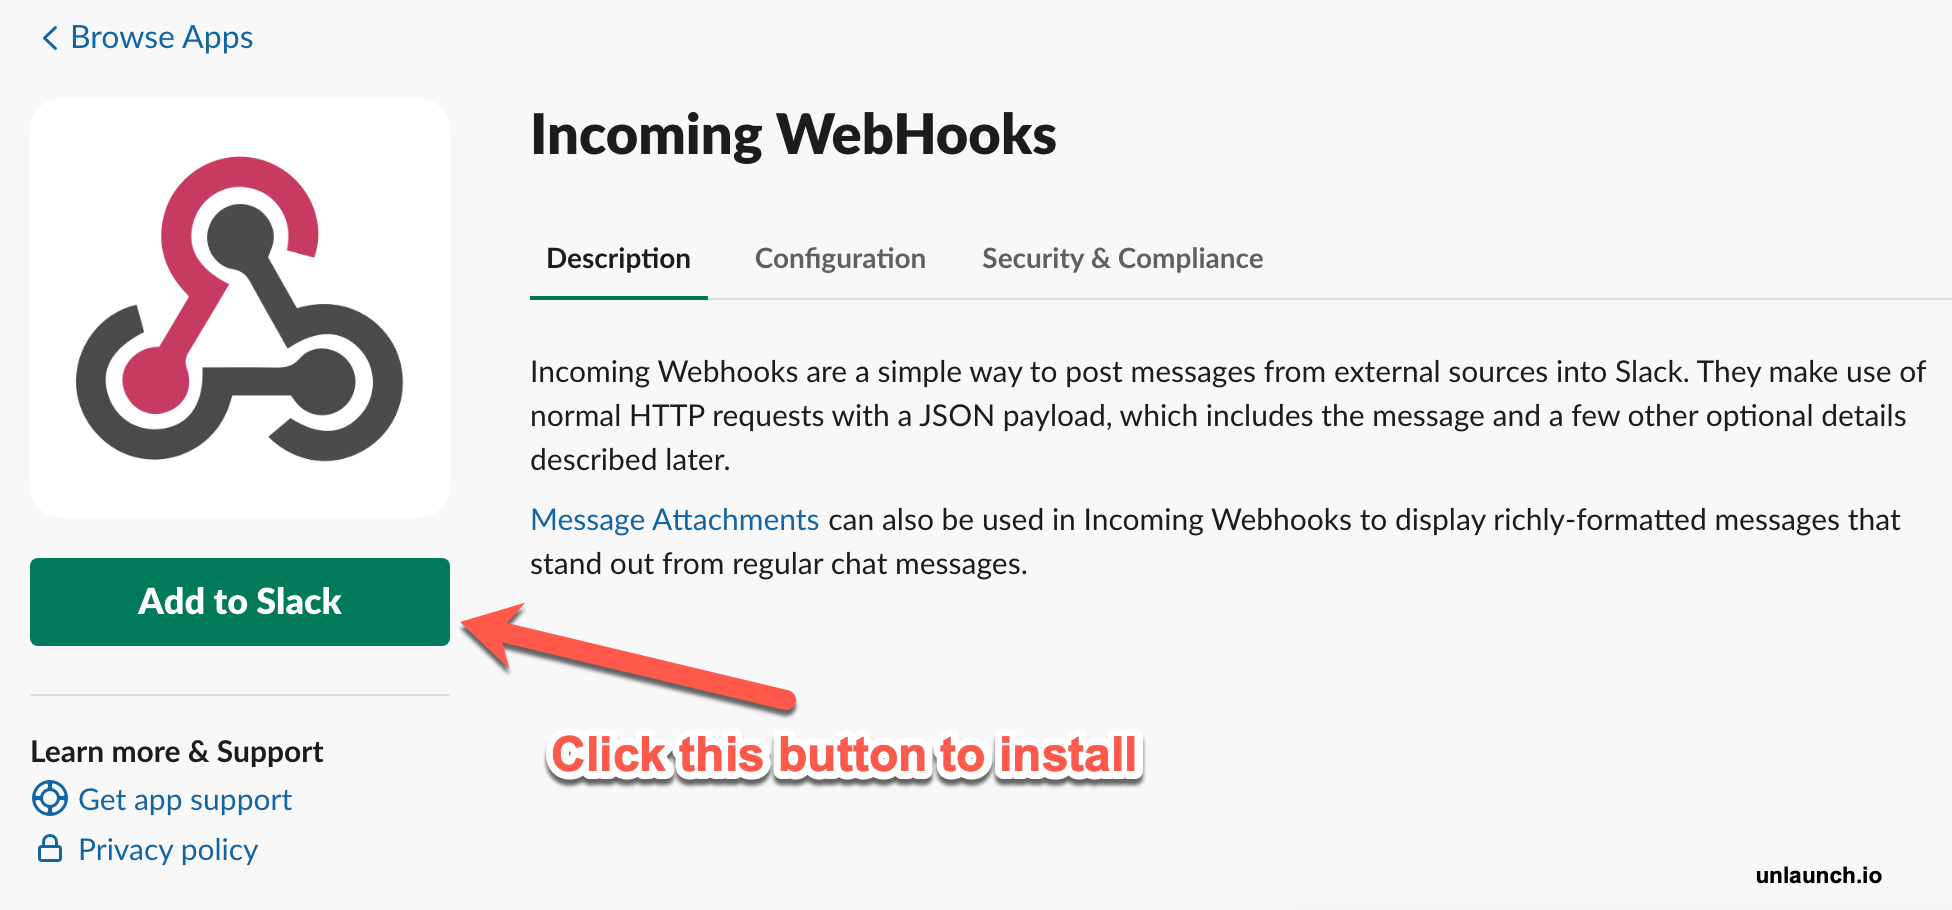 Browse Apps
Incoming WebHooks
Description Configuration Security & Compliance
Incoming Webhooks are a simple way to post messages from external sources into Slack. They make use of
normal HTTP requests with a JSON payload, which includes the message and a few other optional details
described later.
Message Attachments can also be used in Incoming Webhooks to display richly-formatted messages that
stand out from regular chat messages.
Add to Slack
Click this button to install
Learn more & Support
Get app support
Privacy policy
unlaunch.io